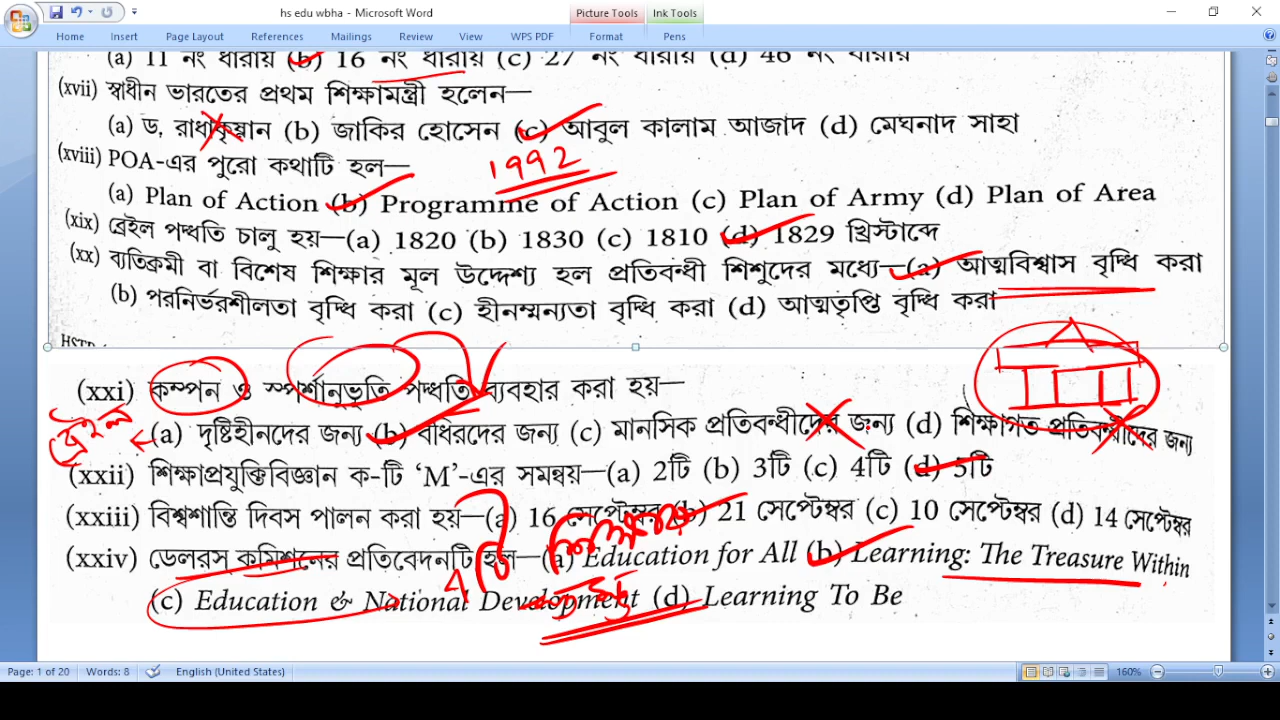 hs edu wbha - Microsoft Word
Picture Tools
Ink Tools
Home Insert Page Layout References Mailings Review View WPS PDF Format Pens
(a) 11 নং ধারায় (b) 16 নং ধারায় (c) 27 নং ধারায় (d) 46 নং ধারায়
(xvii) স্বাধীন ভারতের প্রথম শিক্ষামন্ত্রী হলেন—
(a) ড. রাধাকৃষ্ণান (b) জাকির হোসেন (c) আবুল কালাম আজাদ (d) মেঘনাদ সাহা
(xviii) POA-এর পুরো কথাটি হল—
1992
(a) Plan of Action (b) Programme of Action (c) Plan of Army (d) Plan of Area
(xix) ব্রেইল পদ্ধতি চালু হয়—(a) 1820 (b) 1830 (c) 1810 (d) 1829 খ্রিস্টাব্দে
(xx) ব্যতিক্রমী বা বিশেষ শিক্ষার মূল উদ্দেশ্য হল প্রতিবন্ধী শিশুদের মধ্যে—(a) আত্মবিশ্বাস বৃদ্ধি করা
(b) পরনির্ভরশীলতা বৃদ্ধি করা (c) হীনম্মন্যতা বৃদ্ধি করা (d) আত্মতৃপ্তি বৃদ্ধি করা
(xxi) কম্পন ও স্পর্শানুভূতি পদ্ধতি ব্যবহার করা হয়—
ব্রেইল
(a) দৃষ্টিহীনদের জন্য (b) বধিরদের জন্য (c) মানসিক প্রতিবন্ধীদের জন্য (d) শিক্ষাগত প্রতিবন্ধীদের জন্য
(xxii) শিক্ষাপ্রযুক্তিবিজ্ঞান ক-টি ‘M’-এর সমন্বয়—(a) 2টি (b) 3টি (c) 4টি (d) 5টি
(xxiii) বিশ্বশান্তি দিবস পালন করা হয়—(a) 16 সেপ্টেম্বর (b) 21 সেপ্টেম্বর (c) 10 সেপ্টেম্বর (d) 14 সেপ্টেম্বর
(xxiv) ডেলরস কমিশনের প্রতিবেদনটি হল—(a) Education for All (b) Learning: The Treasure Within
(c) Education & National Development (d) Learning To Be
Page: 1 of 20 Words: 8 English (United States) 160%